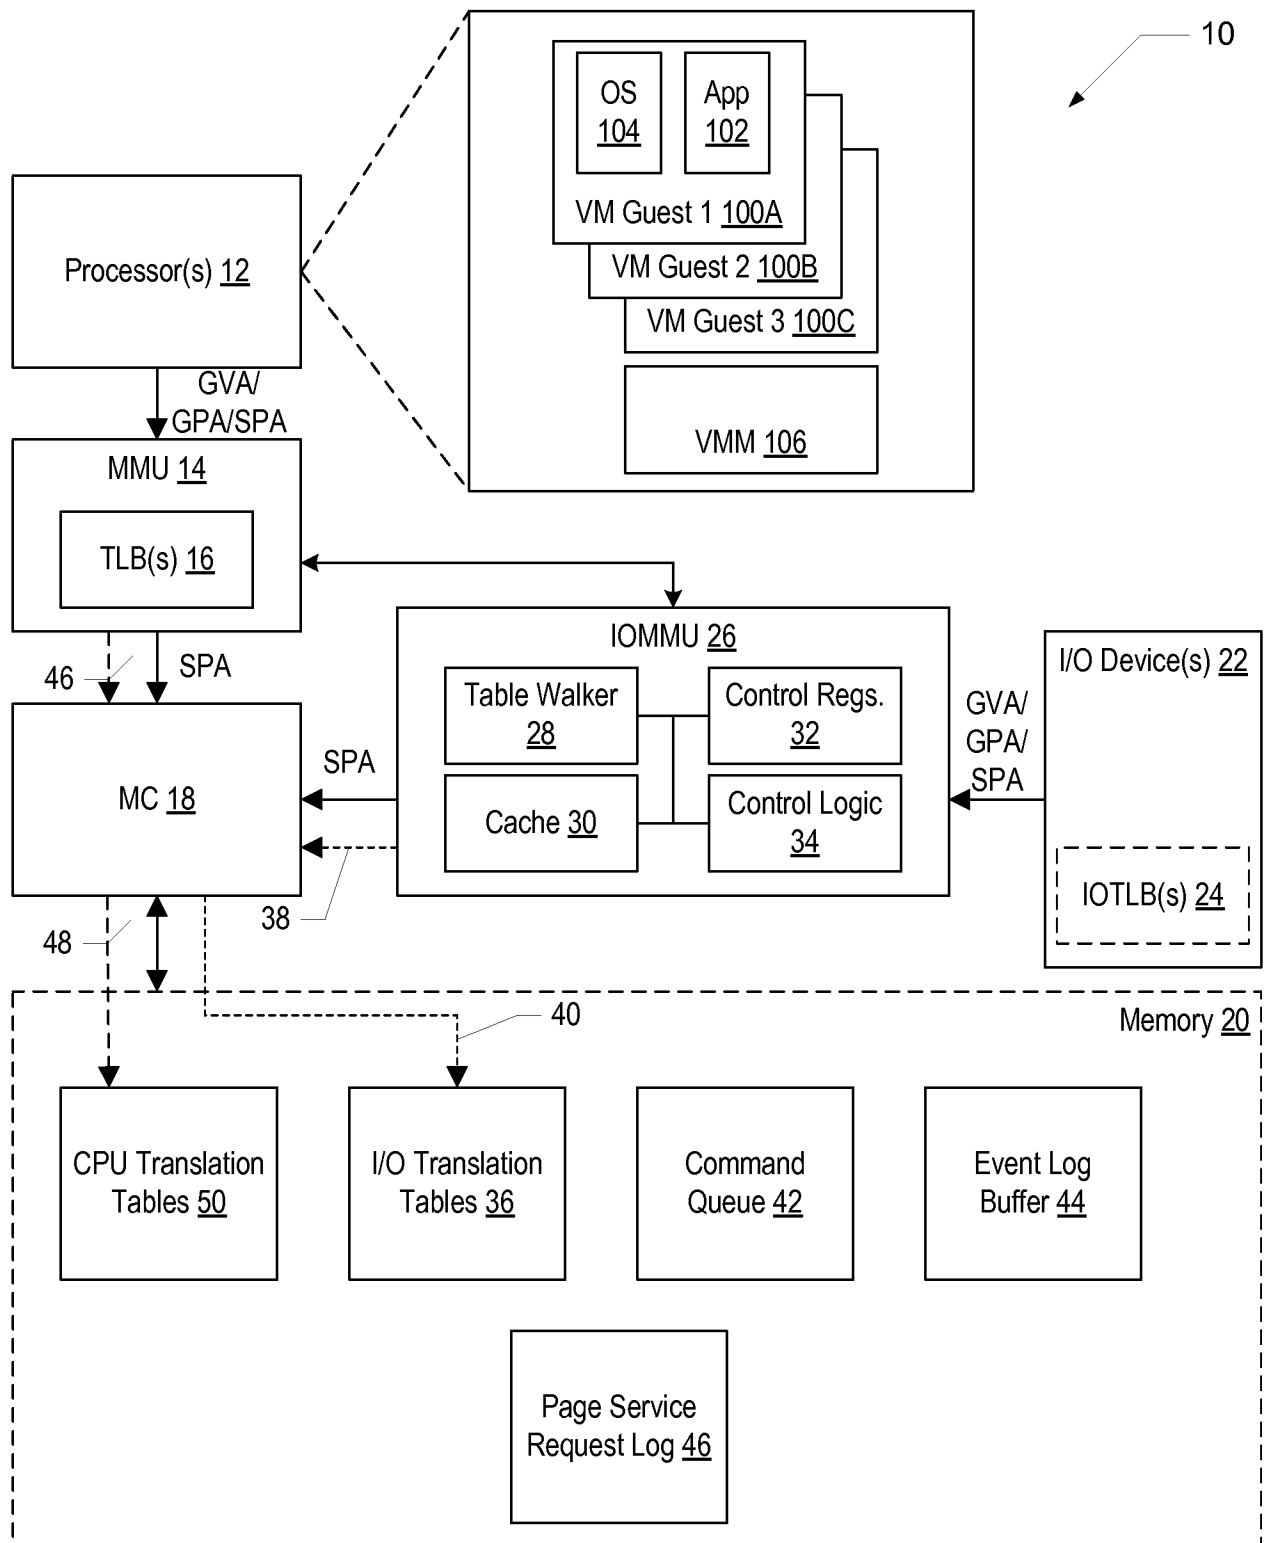 10
OS
104
App
102
VM Guest 1 100A
VM Guest 2 100B
VM Guest 3 100C
VMM 106
Processor(s) 12
GVA/
GPA/SPA
MMU 14
TLB(s) 16
46
SPA
IOMMU 26
Table Walker
28
Control Regs.
32
Cache 30
Control Logic
34
I/O Device(s) 22
GVA/
GPA/
SPA
IOTLB(s) 24
MC 18
SPA
38
48
40
Memory 20
CPU Translation
Tables 50
I/O Translation
Tables 36
Command
Queue 42
Event Log
Buffer 44
Page Service
Request Log 46